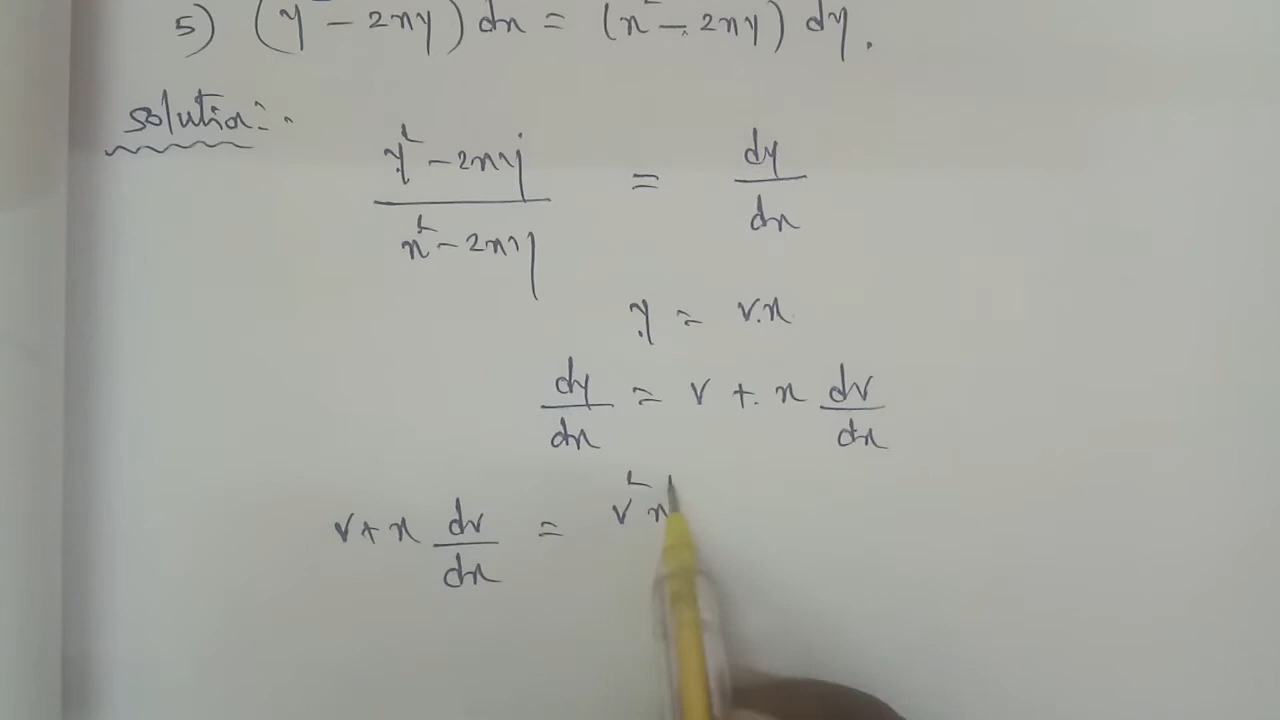 5) (y² - 2xy) dx = (x² - 2xy) dy.
Solution:-
y² - 2xy / x² - 2xy = dy/dx
y = v.x
dy/dx = v + x dv/dx
v + x dv/dx = v² x